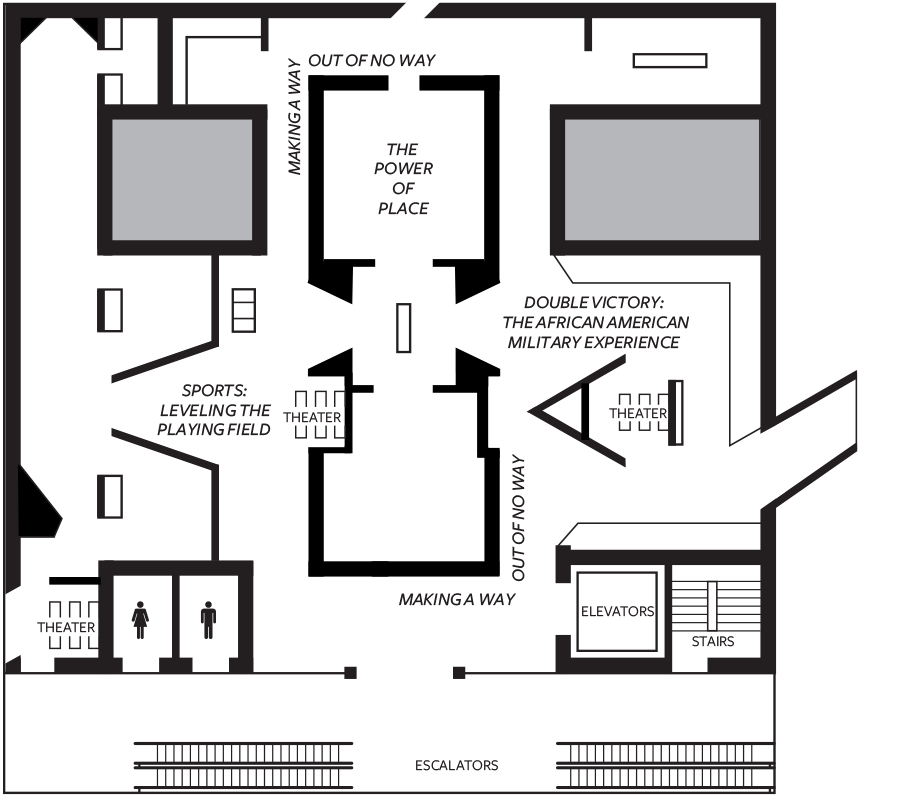 OUT OF NO WAY
MAKING A WAY
THE
POWER
OF
PLACE
DOUBLE VICTORY:
THE AFRICAN AMERICAN
MILITARY EXPERIENCE
SPORTS:
LEVELING THE
PLAYING FIELD
THEATER
THEATER
OUT OF NO WAY
MAKING A WAY
THEATER
ELEVATORS
STAIRS
ESCALATORS